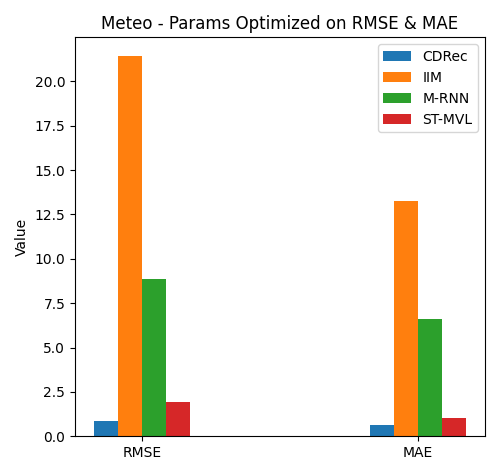 Meteo - Params Optimized on RMSE & MAE
CDRec
IIM
M-RNN
ST-MVL
Value
20.0
17.5
15.0
12.5
10.0
7.5
5.0
2.5
0.0
RMSE
MAE